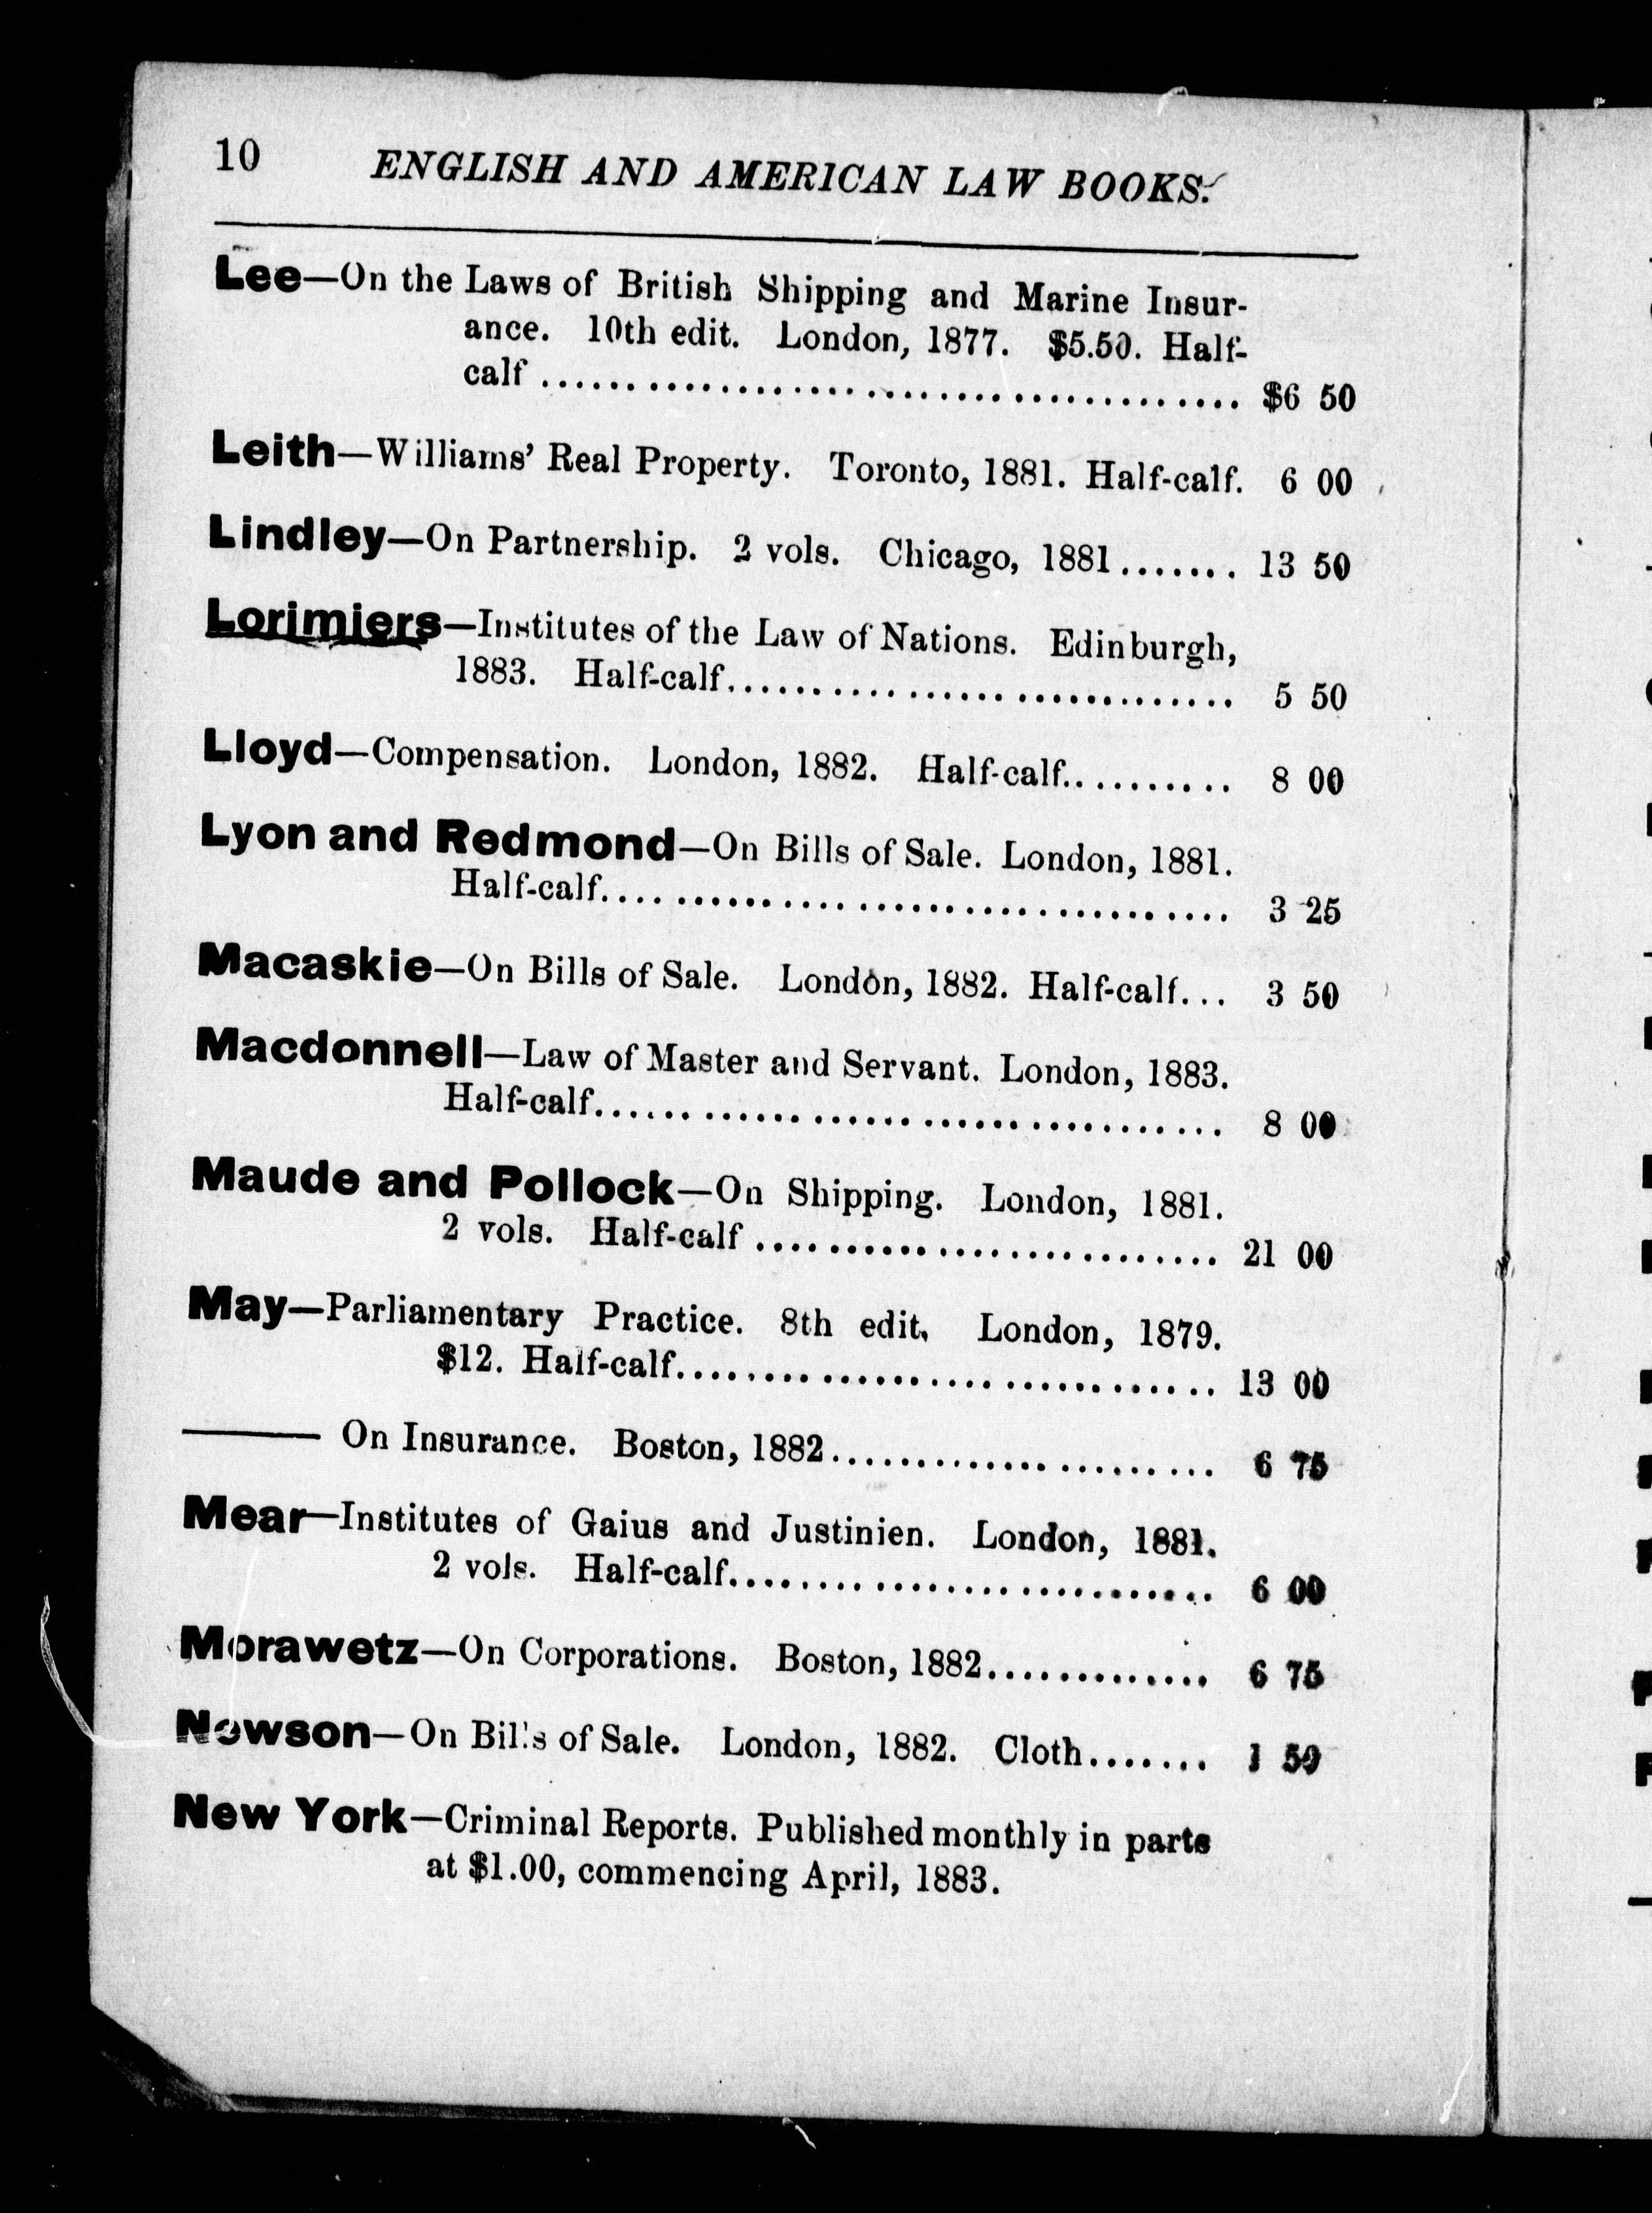 10 ENGLISH AND AMERICAN LAW BOOKS.
Lee—On the Laws of British Shipping and Marine Insur-
ance. 10th edit. London, 1877. $5.50. Half-
calf ........................................ $6 50
Leith—Williams' Real Property. Toronto, 1881. Half-calf. 6 00
Lindley—On Partnership. 2 vols. Chicago, 1881....... 13 50
Lorimiers—Institutes of the Law of Nations. Edinburgh,
1883. Half-calf.............................. 5 50
Lloyd—Compensation. London, 1882. Half-calf.......... 8 00
Lyon and Redmond—On Bills of Sale. London, 1881.
Half-calf.................................... 3 25
Macaskie—On Bills of Sale. London, 1882. Half-calf... 3 50
Macdonnell—Law of Master and Servant. London, 1883.
Half-calf.................................... 8 00
Maude and Pollock—On Shipping. London, 1881.
2 vols. Half-calf ........................... 21 00
May—Parliamentary Practice. 8th edit. London, 1879.
$12. Half-calf............................... 13 00
—— On Insurance. Boston, 1882...................... 6 75
Mear—Institutes of Gaius and Justinien. London, 1881.
2 vols. Half-calf............................ 6 00
Morawetz—On Corporations. Boston, 1882............. 6 75
Newson—On Bills of Sale. London, 1882. Cloth....... 1 50
New York—Criminal Reports. Published monthly in parts
at $1.00, commencing April, 1883.